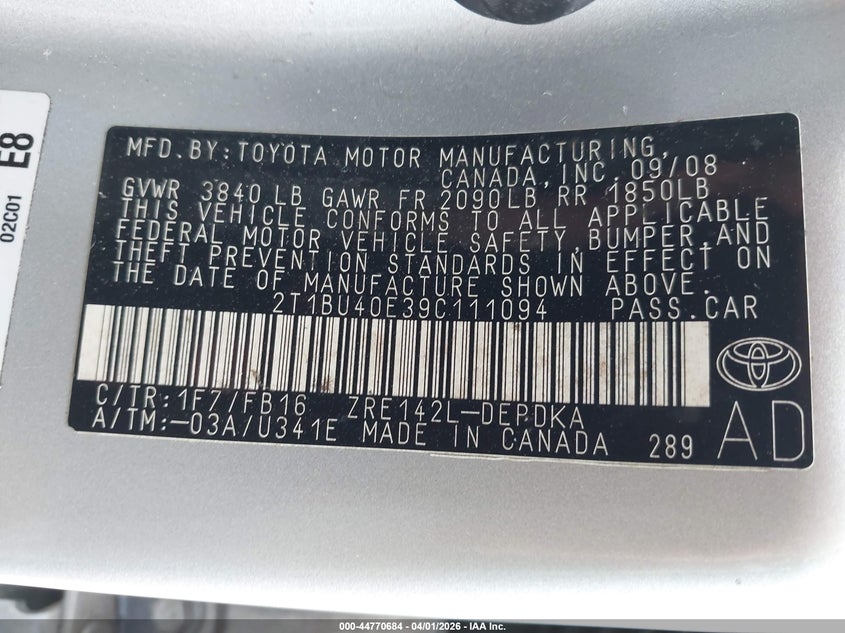 E8
02C01
MFD.BY:TOYOTA MOTOR MANUFACTURING,
CANADA,INC.09/08
GVWR 3840 LB GAWR FR 2090LB RR 1850LB
THIS VEHICLE CONFORMS TO ALL APPLICABLE
FEDERAL MOTOR VEHICLE SAFETY,BUMPER,AND
THEFT PREVENTION STANDARDS IN EFFECT ON
THE DATE OF MANUFACTURE SHOWN ABOVE.
2T1BU40E39C111094 PASS.CAR
C/TR:1F7/FB16 ZRE142L-DEPDKA
A/TM:-03A/U341E MADE IN CANADA 289 AD
000-44770684 | 04/01/2026 - IAA Inc.